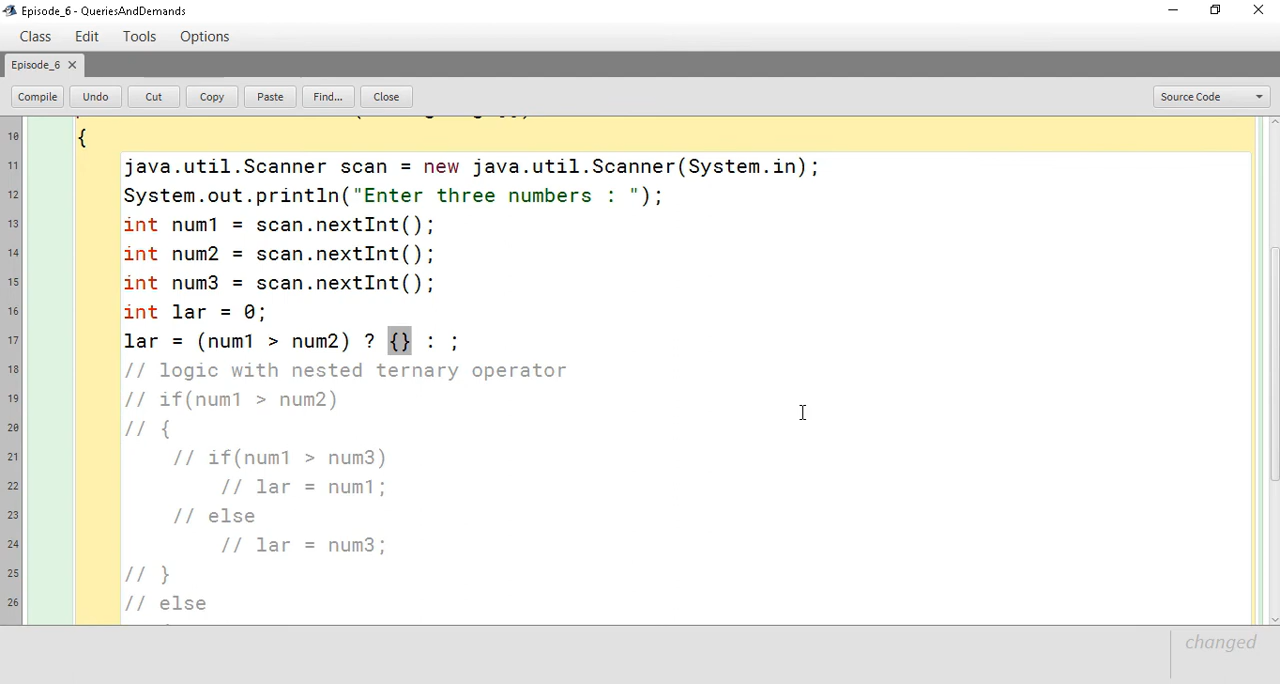 Episode_6 - QueriesAndDemands
Class Edit Tools Options
Episode_6 ✕
Compile Undo Cut Copy Paste Find... Close Source Code
10 {
11 java.util.Scanner scan = new java.util.Scanner(System.in);
12 System.out.println("Enter three numbers : ");
13 int num1 = scan.nextInt();
14 int num2 = scan.nextInt();
15 int num3 = scan.nextInt();
16 int lar = 0;
17 lar = (num1 > num2) ? {} : ;
18 // logic with nested ternary operator
19 // if(num1 > num2)
20 // {
21 // if(num1 > num3)
22 // lar = num1;
23 // else
24 // lar = num3;
25 // }
26 // else
changed